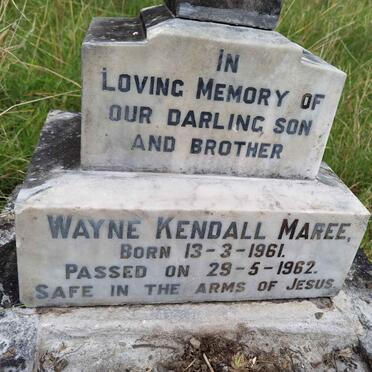 IN
LOVING MEMORY OF
OUR DARLING SON
AND BROTHER
WAYNE KENDALL MAREE,
BORN 13-3-1961.
PASSED ON 29-5-1962.
SAFE IN THE ARMS OF JESUS.